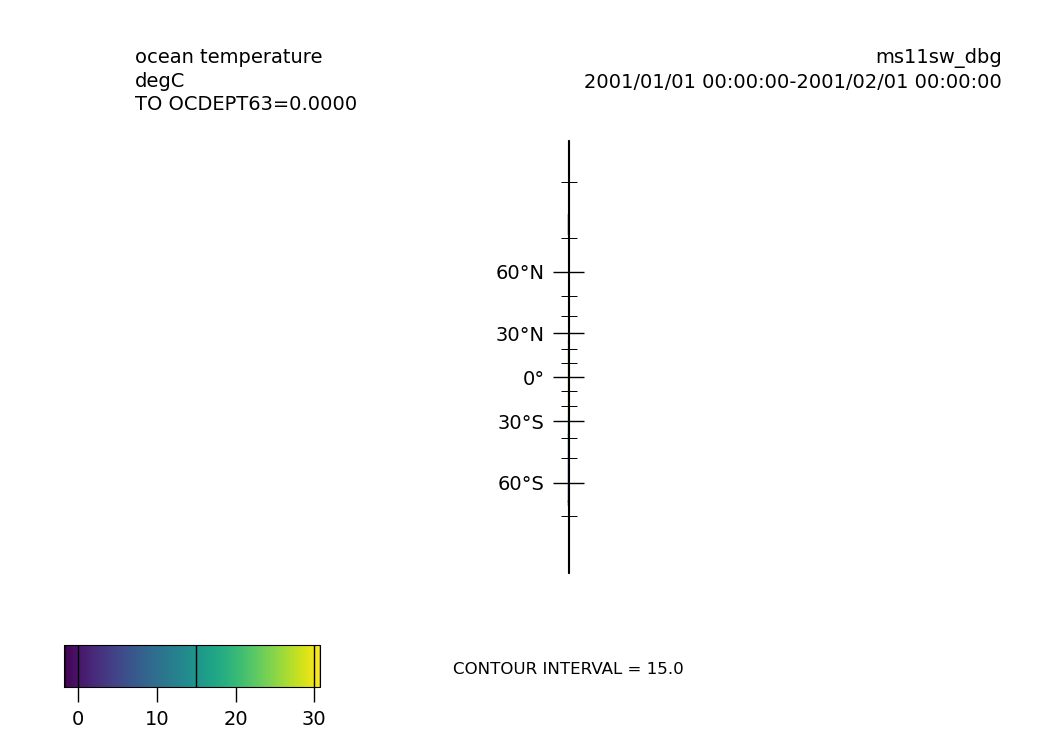 ocean temperature
degC
TO OCDEPT63=0.0000
ms11sw_dbg
2001/01/01 00:00:00-2001/02/01 00:00:00
60°N
30°N
0°
30°S
60°S
CONTOUR INTERVAL = 15.0
0 10 20 30